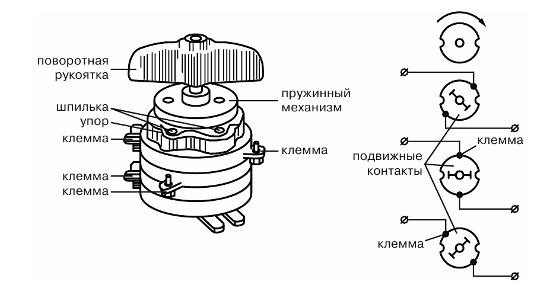 поворотная
рукоятка
шпилька
упор
клемма
клемма
клемма
пружинный
механизм
клемма
подвижные
контакты
клемма
клемма